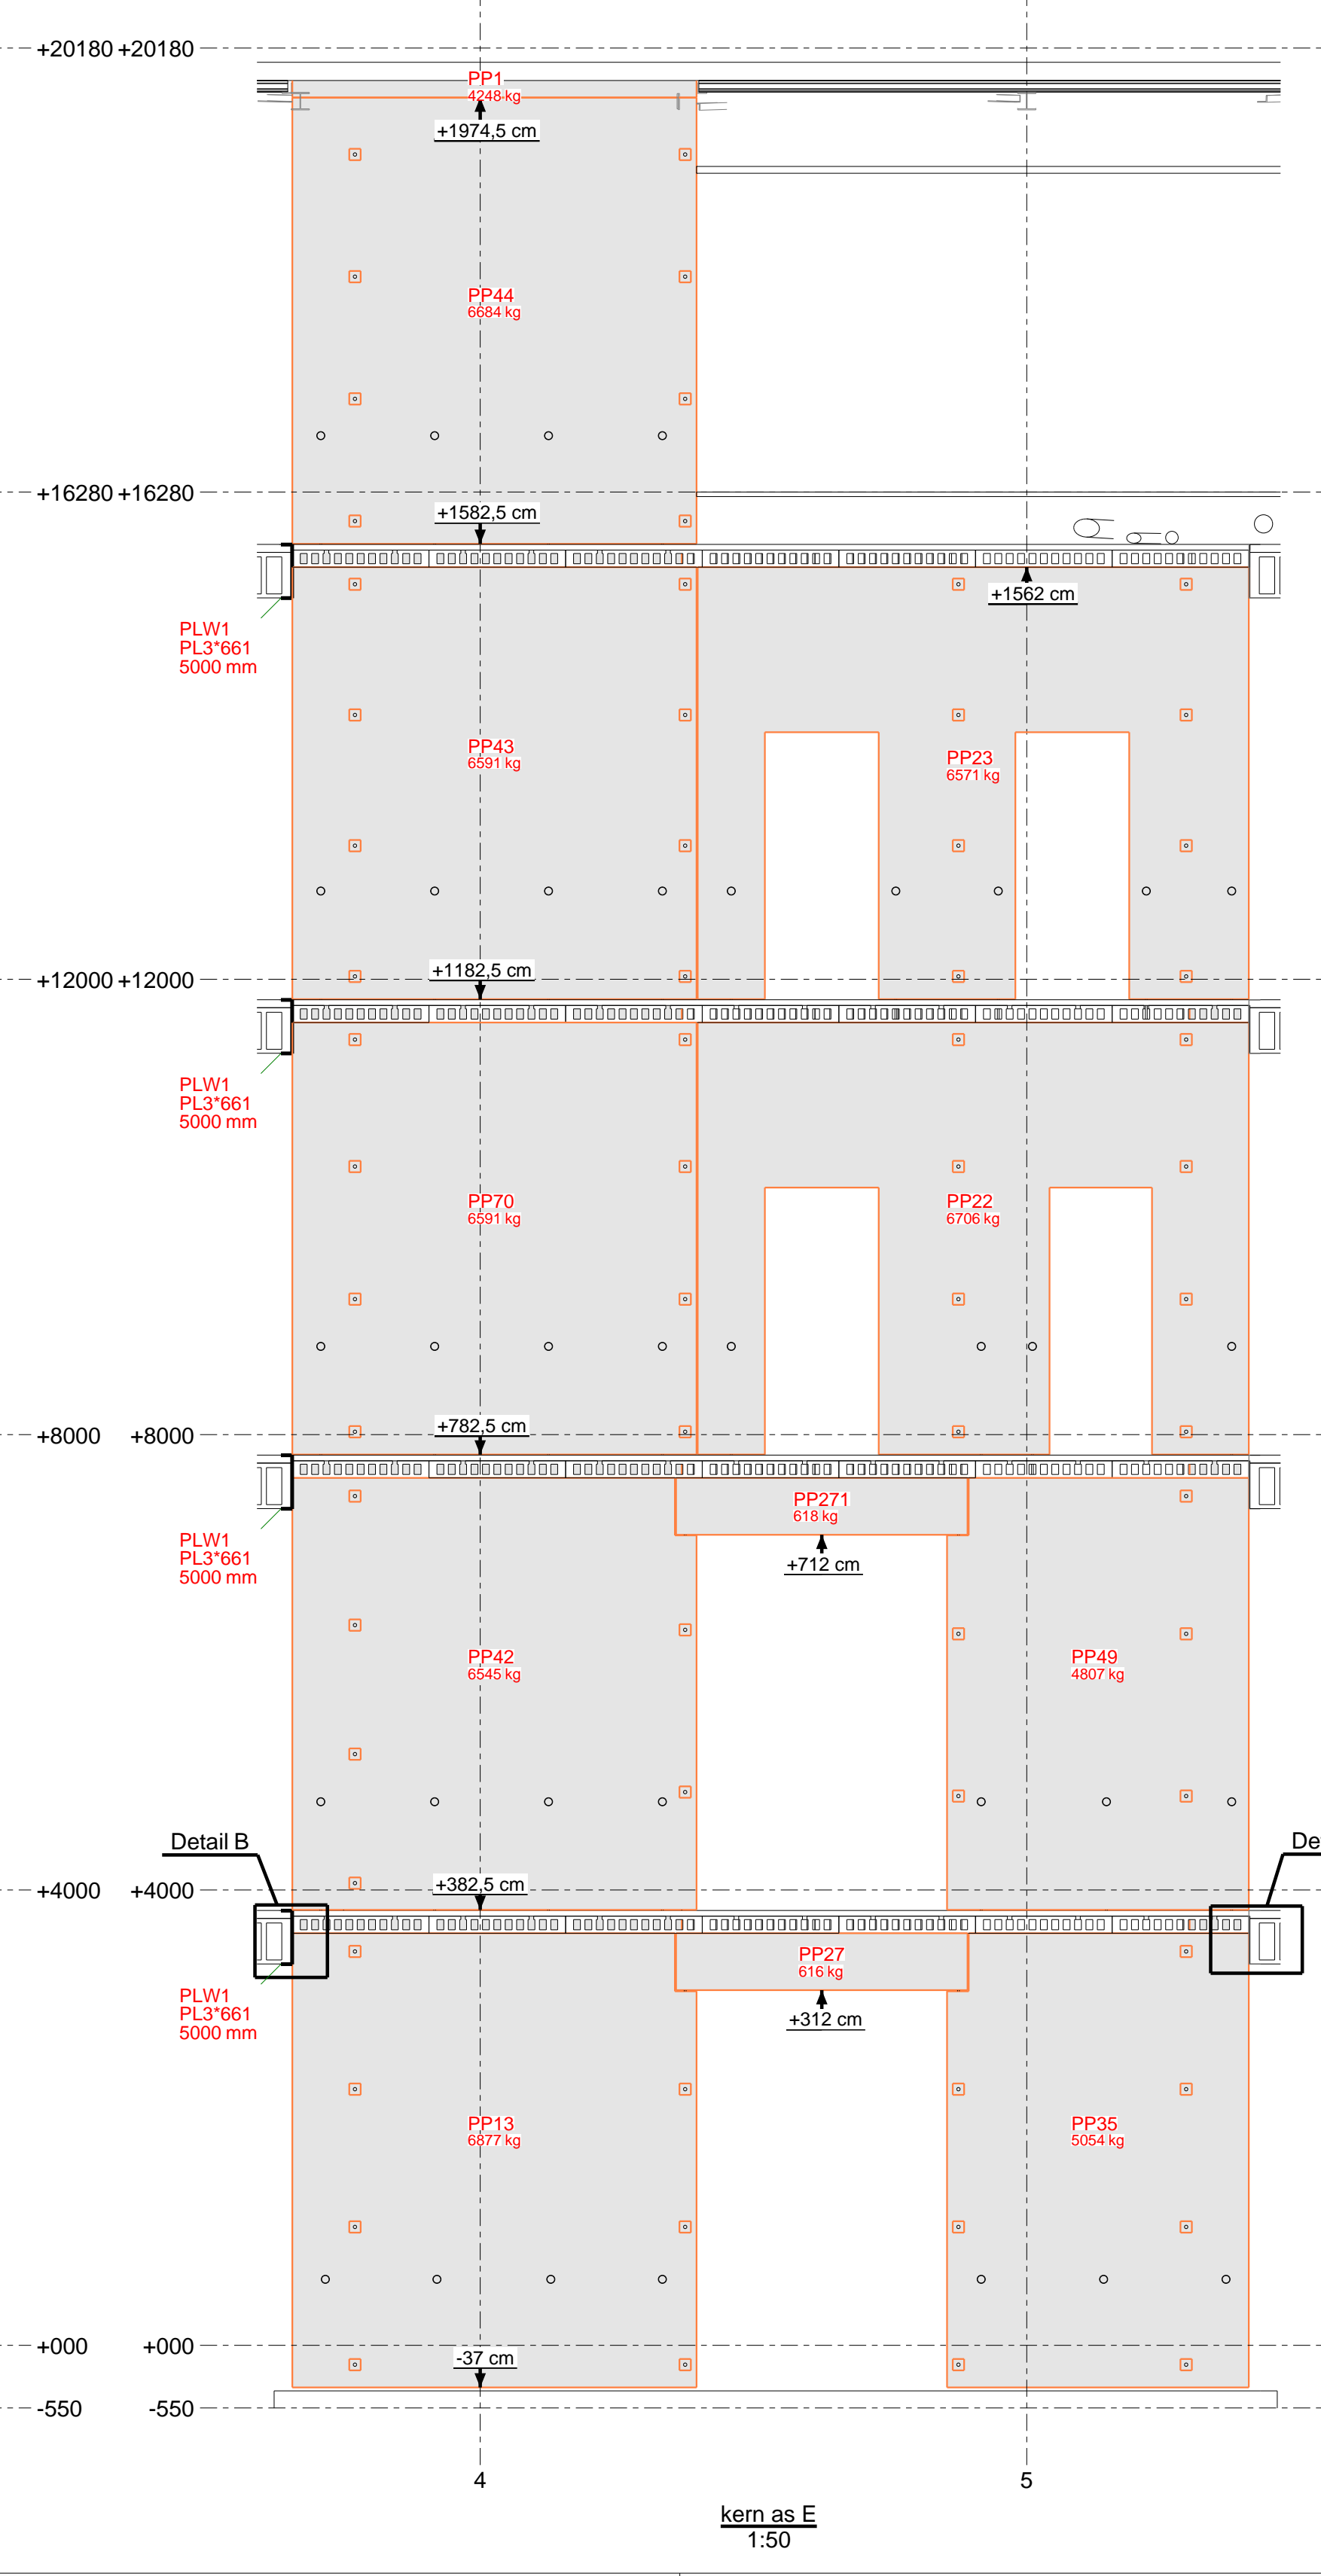 +20180 +20180
PP1
4248 kg
+1974,5 cm
PP44
6684 kg
+16280 +16280
+1582,5 cm
+1562 cm
PLW1
PL3*661
5000 mm
PP43
6591 kg
PP23
6571 kg
+12000 +12000
+1182,5 cm
PLW1
PL3*661
5000 mm
PP70
6591 kg
PP22
6706 kg
+8000 +8000
+782,5 cm
PP271
618 kg
PLW1
PL3*661
5000 mm
+712 cm
PP42
6545 kg
PP49
4807 kg
Detail B
De
+4000 +4000
+382,5 cm
PP27
616 kg
PLW1
PL3*661
5000 mm
+312 cm
PP13
6877 kg
PP35
5054 kg
+000 +000
-37 cm
-550 -550
4 5
kern as E
1:50